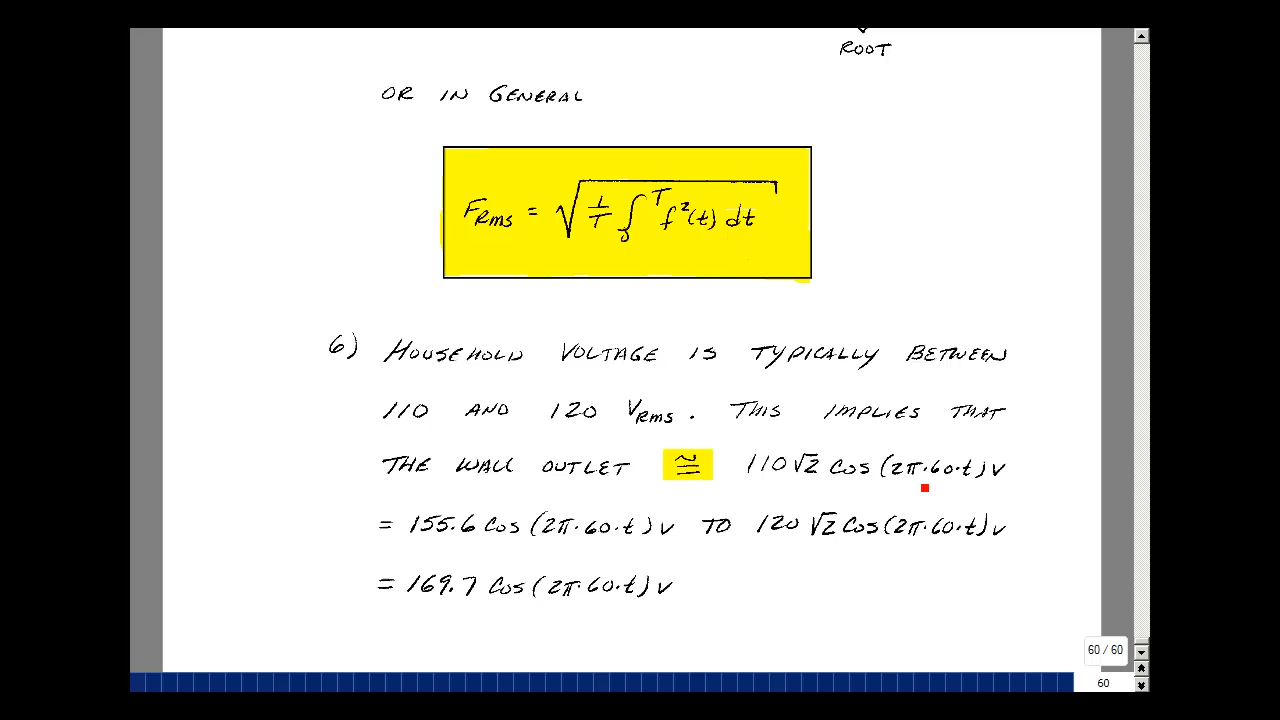 ROOT
OR IN GENERAL
F_RMS = √(1/T ∫₀ᵀ f²(t) dt)
6) HOUSEHOLD VOLTAGE IS TYPICALLY BETWEEN
110 AND 120 V_RMS. THIS IMPLIES THAT
THE WALL OUTLET ≅ 110√2 COS(2π·60·t)V
= 155.6 COS(2π·60·t)V TO 120√2 COS(2π·60·t)V
= 169.7 COS(2π·60·t)V
60 / 60
60